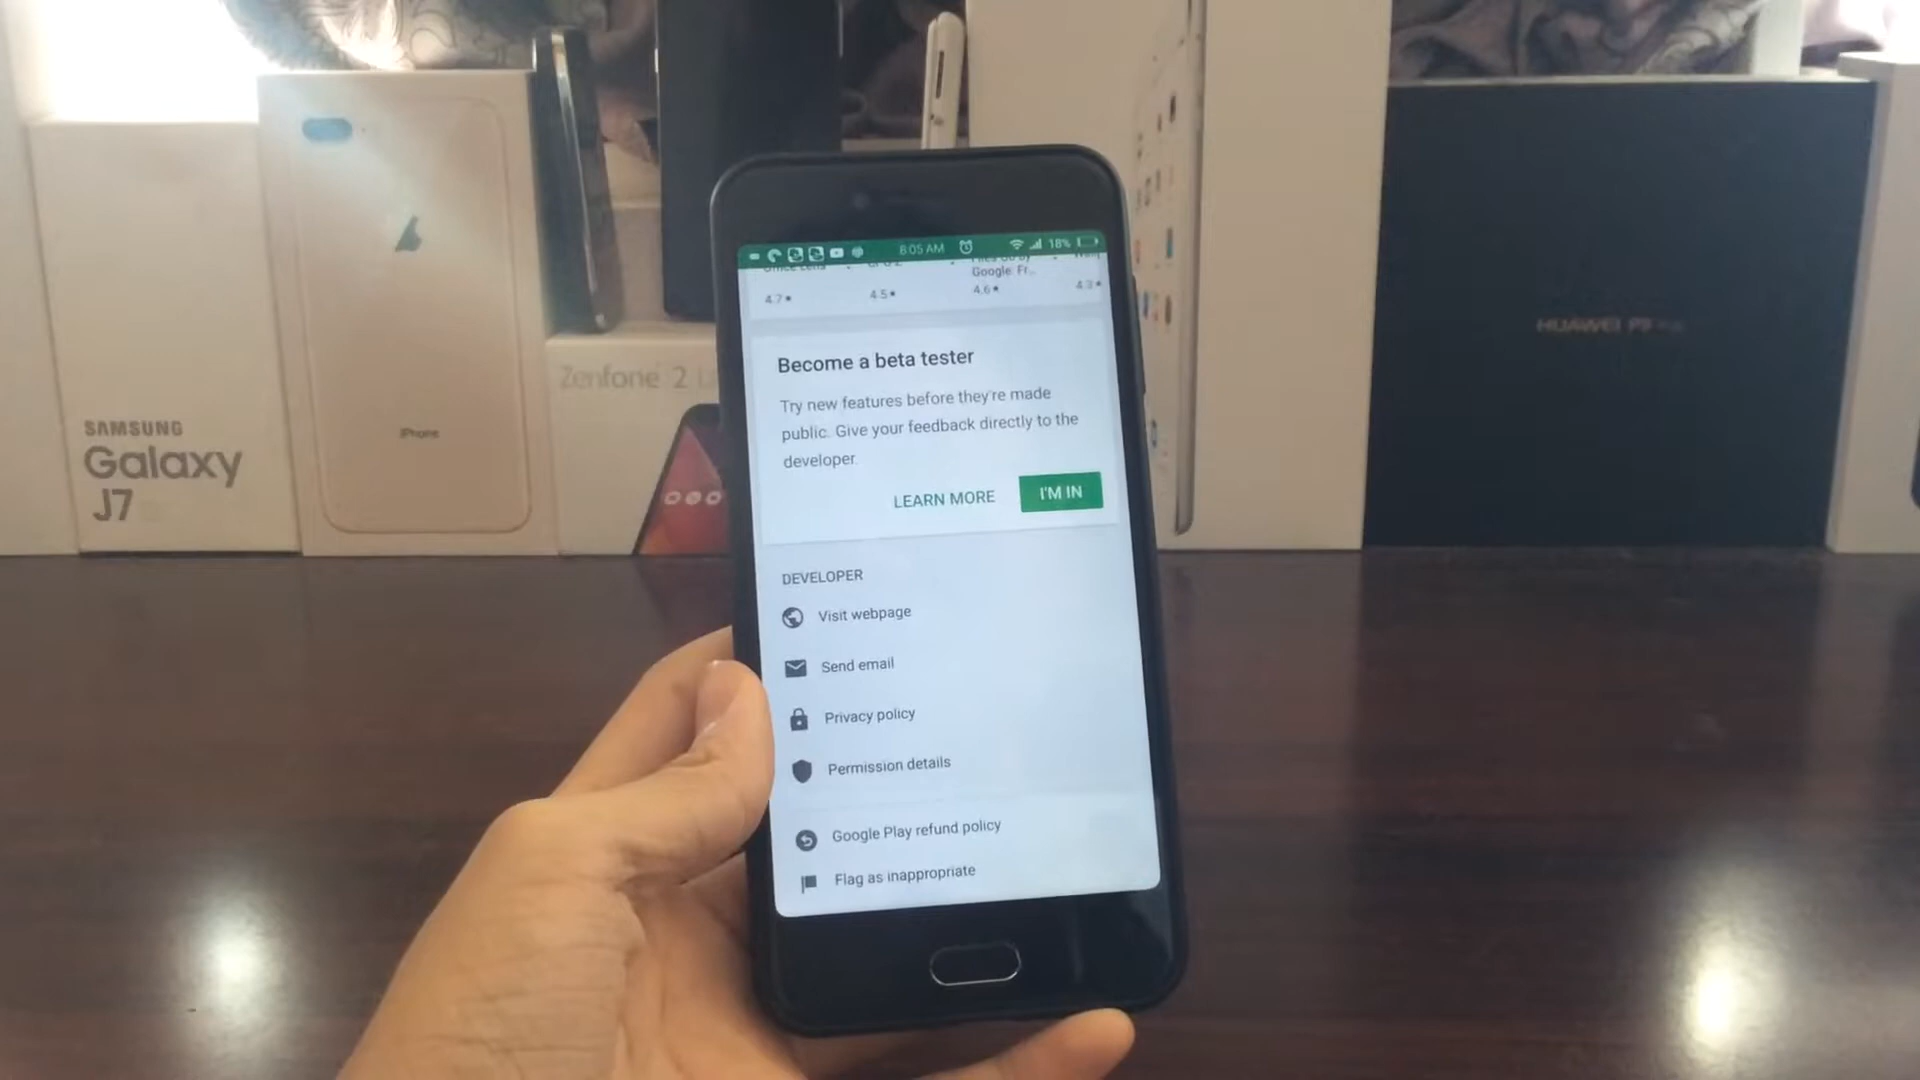 8:05 AM 18%
Google: Fr...
4.7★ 4.5★ 4.6★ 4.3★
Become a beta tester
Try new features before they're made
public. Give your feedback directly to the
developer.
LEARN MORE I'M IN
DEVELOPER
Visit webpage
Send email
Privacy policy
Permission details
Google Play refund policy
Flag as inappropriate
SAMSUNG
Galaxy
J7
iPhone
Zenfone 2
HUAWEI P9